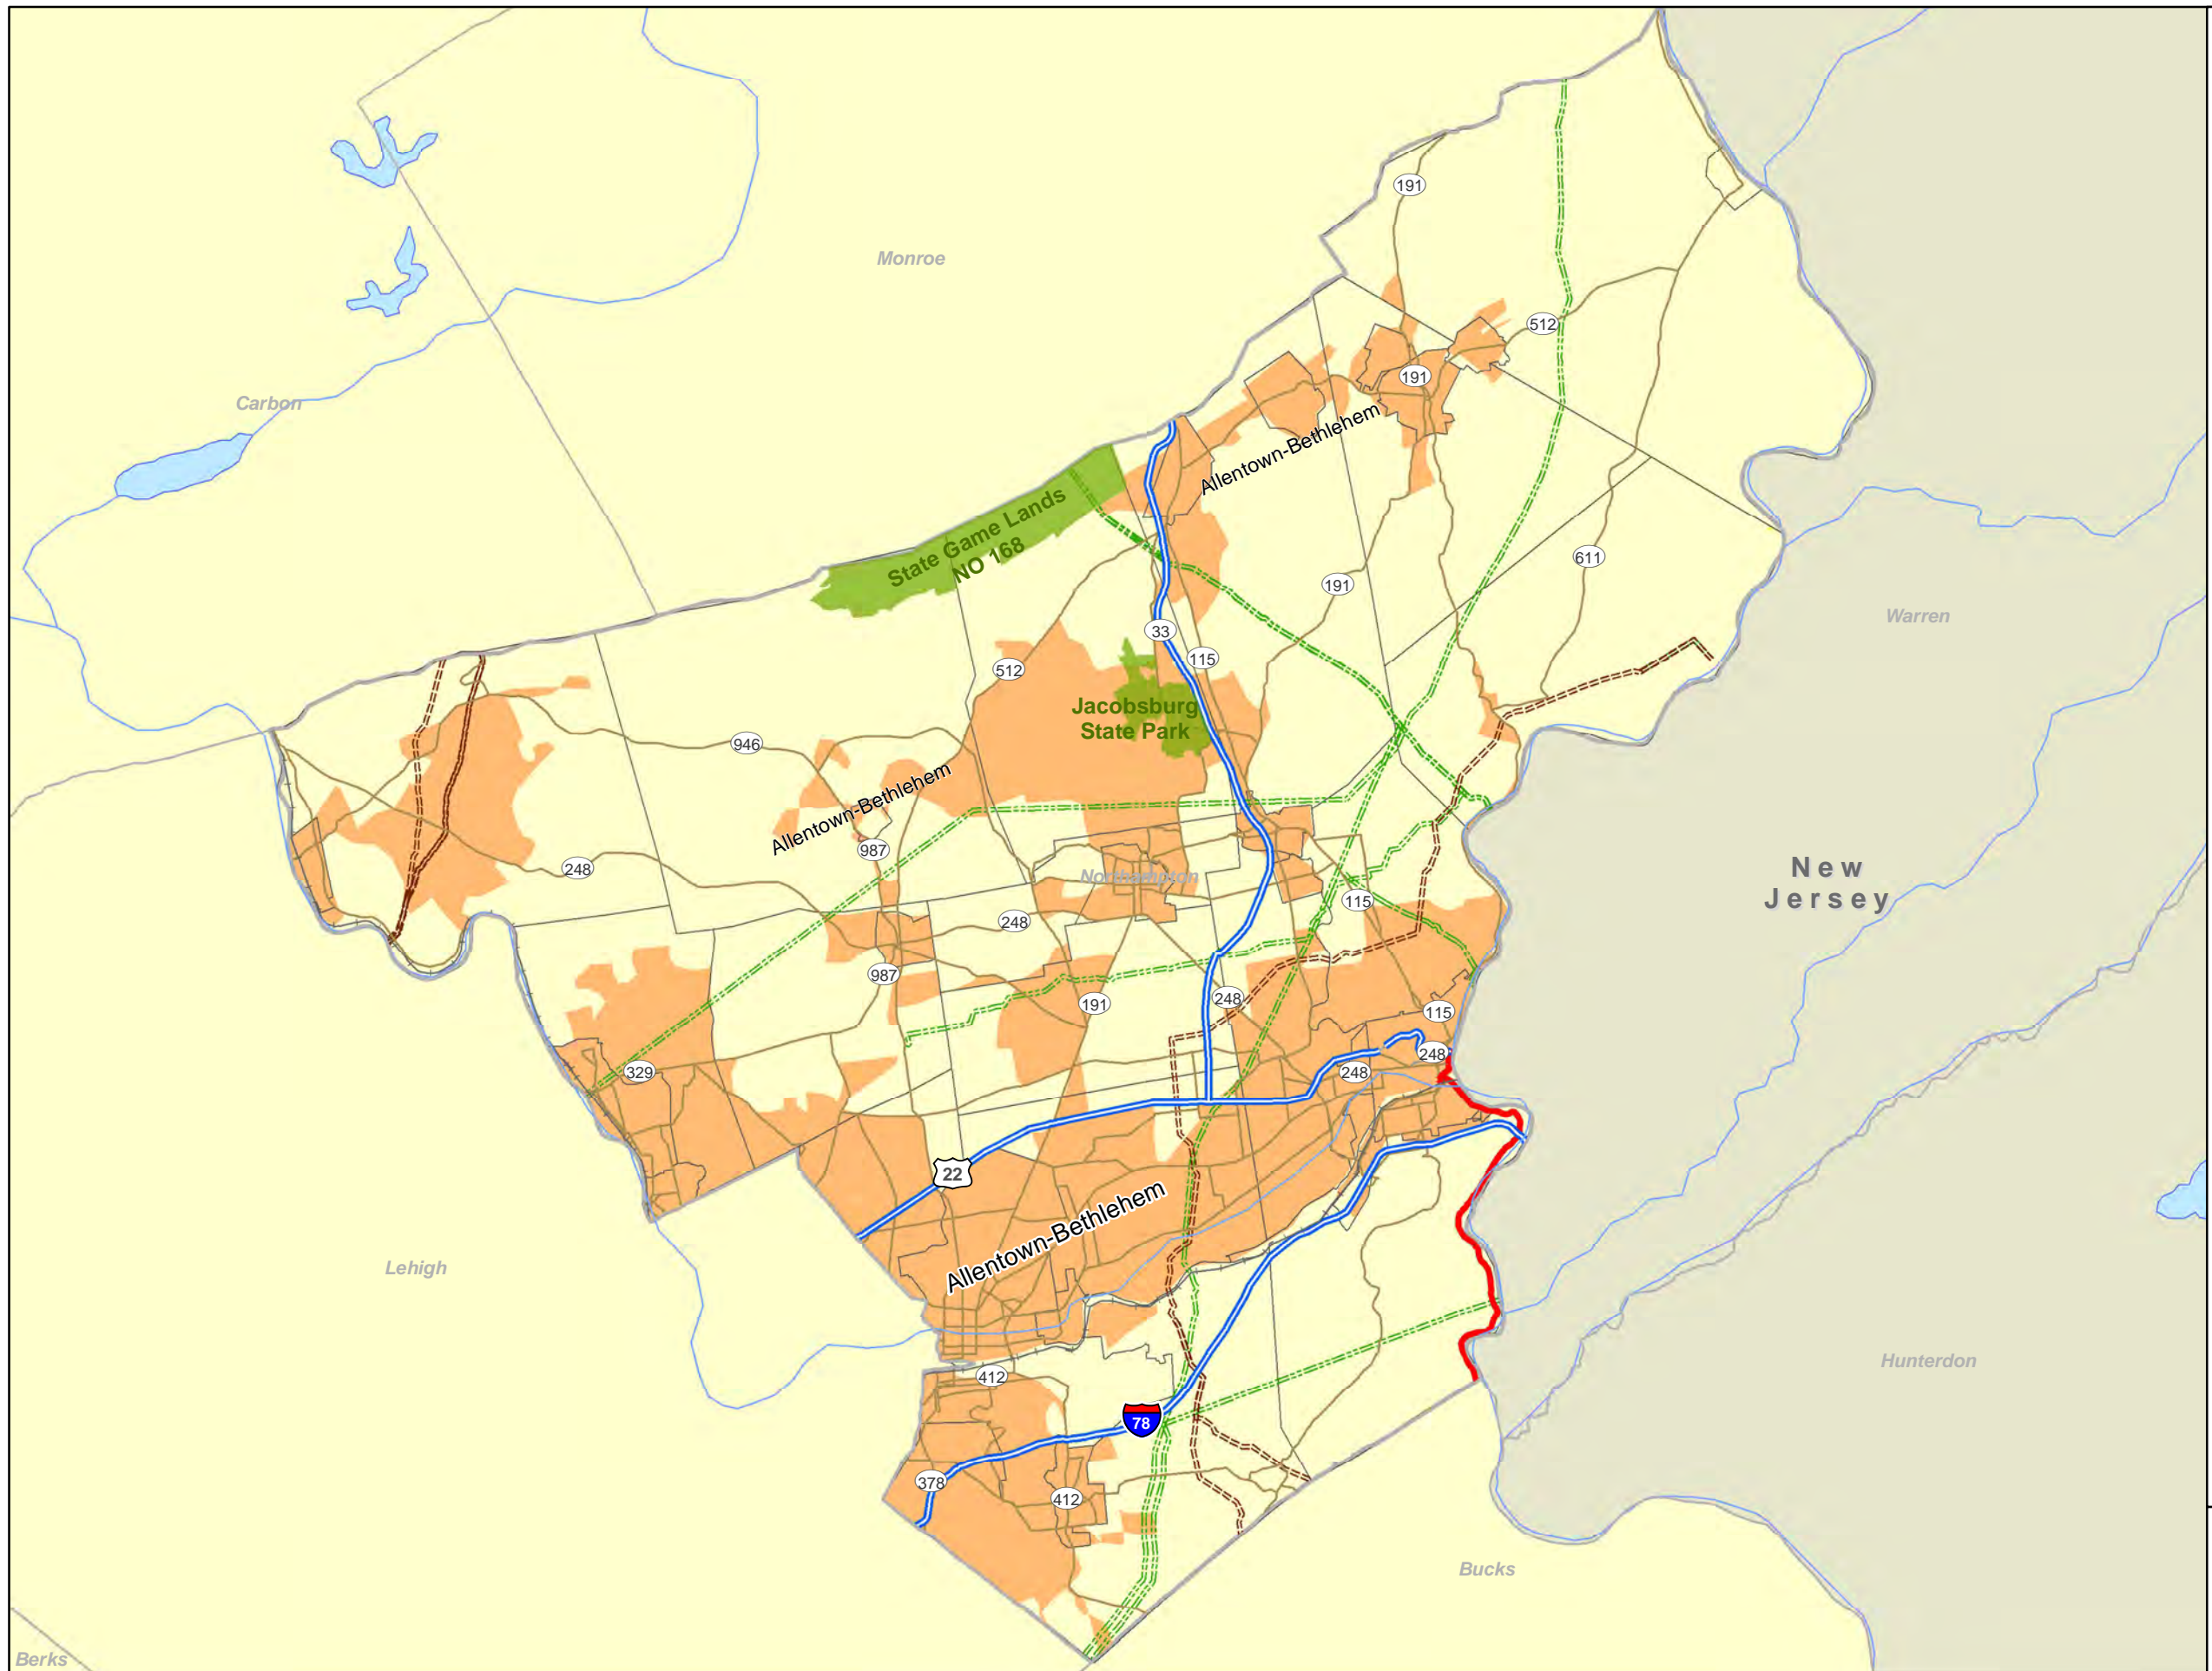 191
Monroe
512
191
Carbon
Allentown-Bethlehem
State Game Lands
NO 168
611
191
Warren
33
115
512
Jacobsburg
State Park
946
Allentown-Bethlehem
987
248
Northampton
New
Jersey
115
248
987
248
191
115
248
248
329
22
Allentown-Bethlehem
Lehigh
Hunterdon
412
78
378
412
Bucks
Berks